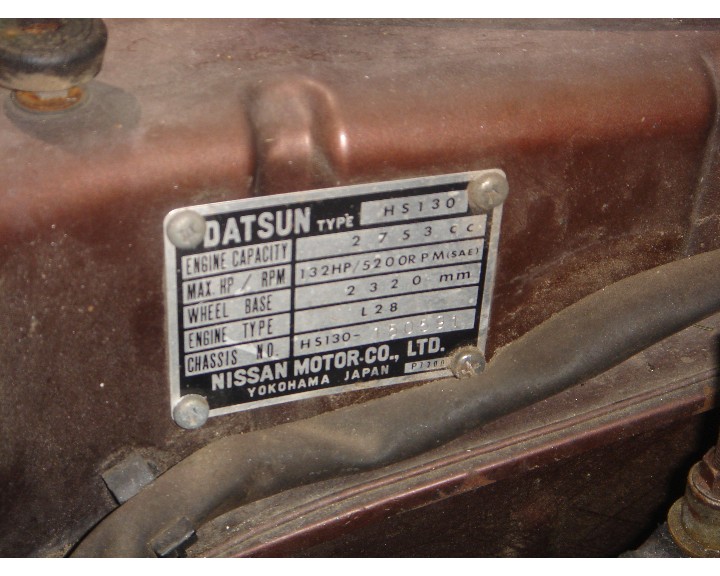 DATSUN TYPE HS130
ENGINE CAPACITY 2753cc
MAX. HP / RPM 132HP/5200RPM(SAE)
WHEEL BASE 2320 mm
ENGINE TYPE L28
CHASSIS NO. HS130-
NISSAN MOTOR CO., LTD.
YOKOHAMA JAPAN